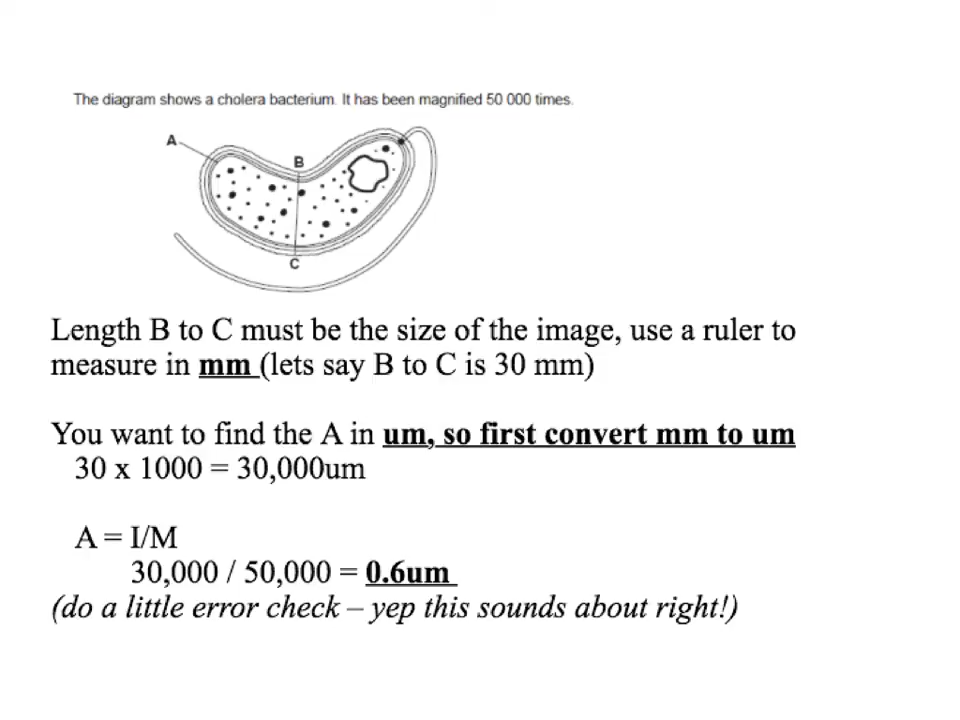 The diagram shows a cholera bacterium. It has been magnified 50 000 times.
A
B
C
Length B to C must be the size of the image, use a ruler to
measure in mm (lets say B to C is 30 mm)
You want to find the A in um, so first convert mm to um
30 x 1000 = 30,000um
A = I/M
30,000 / 50,000 = 0.6um
(do a little error check – yep this sounds about right!)